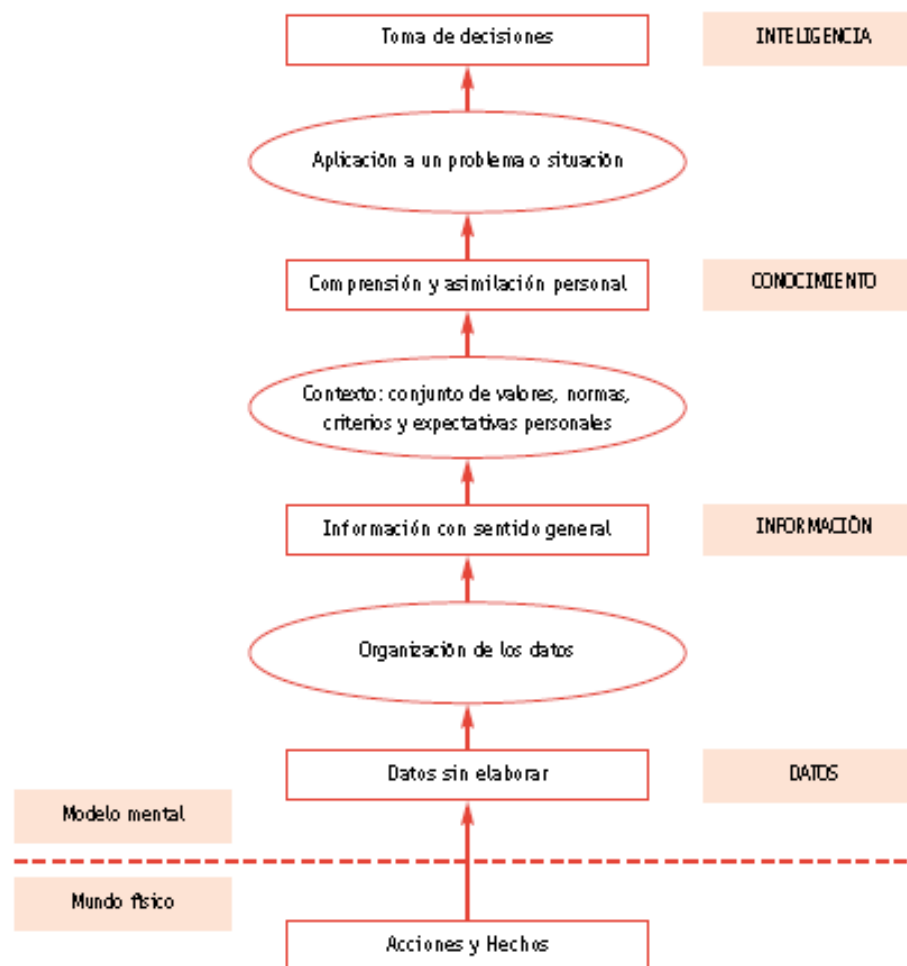 Toma de decisiones
INTELIGENCIA
Aplicación a un problema o situación
Comprensión y asimilación personal
CONOCIMIENTO
Contexto: conjunto de valores, normas,
criterios y expectativas personales
Información con sentido general
INFORMACIÓN
Organización de los datos
Datos sin elaborar
DATOS
Modelo mental
Mundo físico
Acciones y Hechos